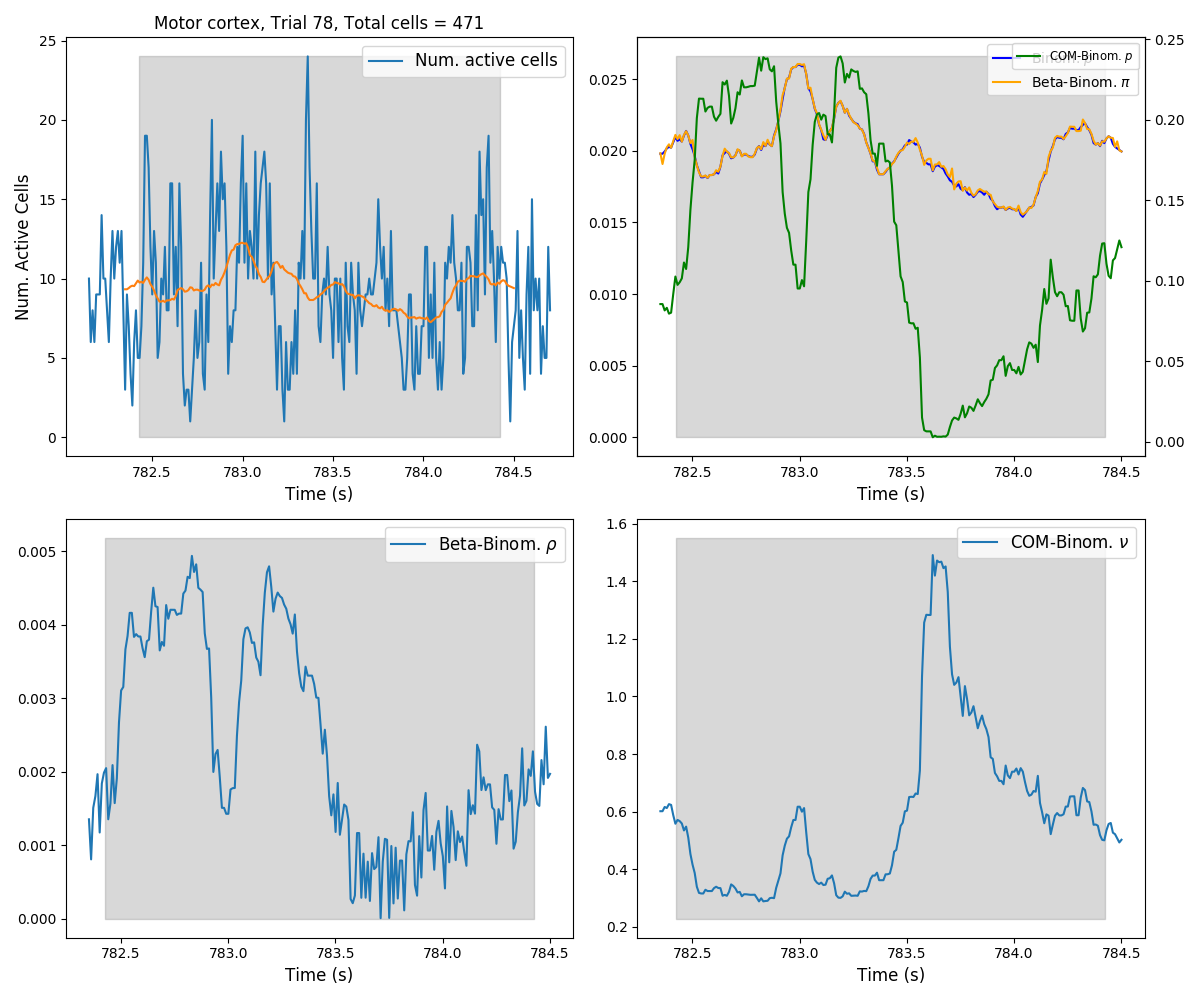 Motor cortex, Trial 78, Total cells = 471
25
20
15
10
5
0
Num. Active Cells
Num. active cells
782.5 783.0 783.5 784.0 784.5
Time (s)
0.025
0.020
0.015
0.010
0.005
0.000
COM-Binom. p
Beta-Binom. π
0.25
0.20
0.15
0.10
0.05
0.00
782.5 783.0 783.5 784.0 784.5
Time (s)
0.005
0.004
0.003
0.002
0.001
0.000
Beta-Binom. ρ
782.5 783.0 783.5 784.0 784.5
Time (s)
1.6
1.4
1.2
1.0
0.8
0.6
0.4
0.2
COM-Binom. ν
782.5 783.0 783.5 784.0 784.5
Time (s)